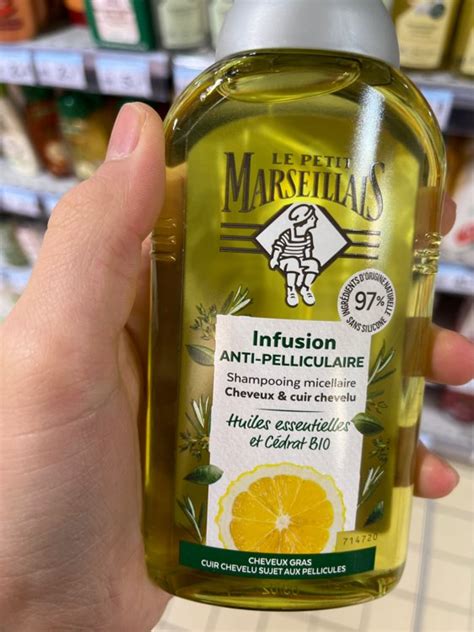 LE PETIT
MARSEILLAIS
INGRÉDIENTS D'ORIGINE NATURELLE
97%
SANS SILICONE
Infusion
ANTI-PELLICULAIRE
Shampooing micellaire
Cheveux & cuir chevelu
Huiles essentielles
et Cédrat BIO
714720
CHEVEUX GRAS
CUIR CHEVELU SUJET AUX PELLICULES